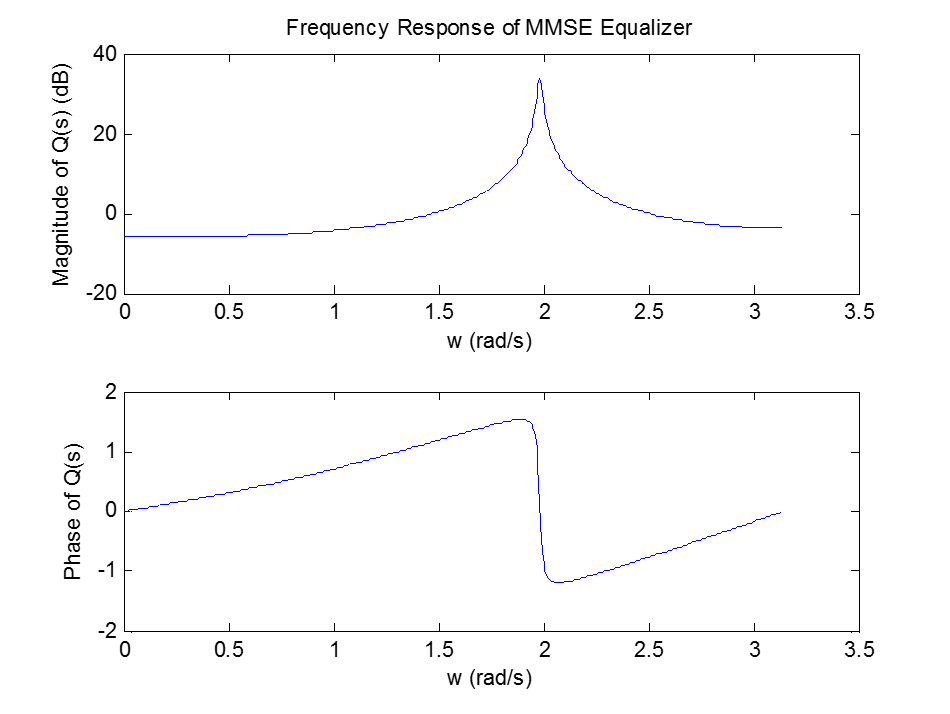 Frequency Response of MMSE Equalizer
Magnitude of Q(s) (dB)
40
20
0
-20
0 0.5 1 1.5 2 2.5 3 3.5
w (rad/s)
Phase of Q(s)
2
1
0
-1
-2
0 0.5 1 1.5 2 2.5 3 3.5
w (rad/s)